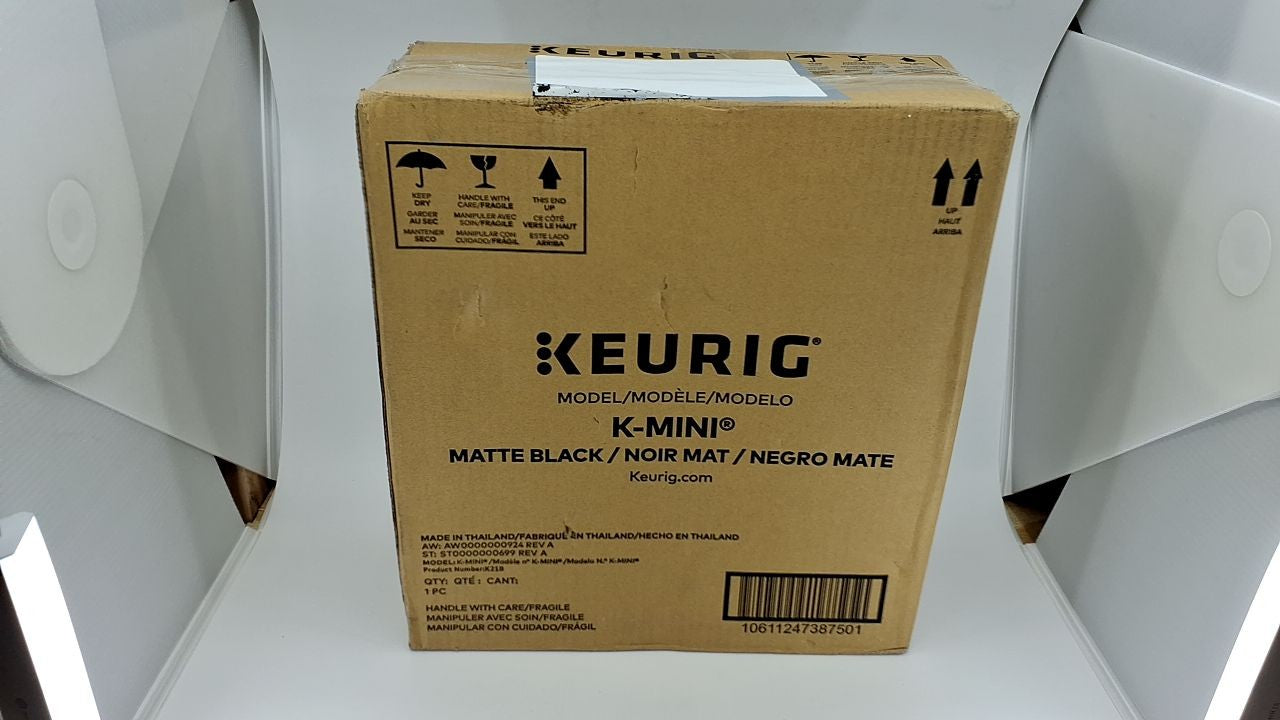 KEURIG
KEEP DRY
GARDER AU SEC
MANTENER SECO
HANDLE WITH CARE/FRAGILE
MANIPULER AVEC SOIN/FRAGILE
MANIPULAR CON CUIDADO/FRÁGIL
THIS END UP
CE CÔTÉ VERS LE HAUT
ESTE LADO ARRIBA
UP
HAUT
ARRIBA
KEURIG®
MODEL/MODÈLE/MODELO
K-MINI®
MATTE BLACK / NOIR MAT / NEGRO MATE
Keurig.com
MADE IN THAILAND/FABRIQUÉ EN THAILAND/HECHO EN THAILAND
AW: AW0000000924 REV A
ST: ST0000000699 REV A
MODEL: K-MINI® /Modèle nº K-MINI® /Modelo N.º K-MINI®
Product Number:K21B
QTY: QTÉ : CANT:
1 PC
HANDLE WITH CARE/FRAGILE
MANIPULER AVEC SOIN/FRAGILE
MANIPULAR CON CUIDADO/FRÁGIL
10611247387501